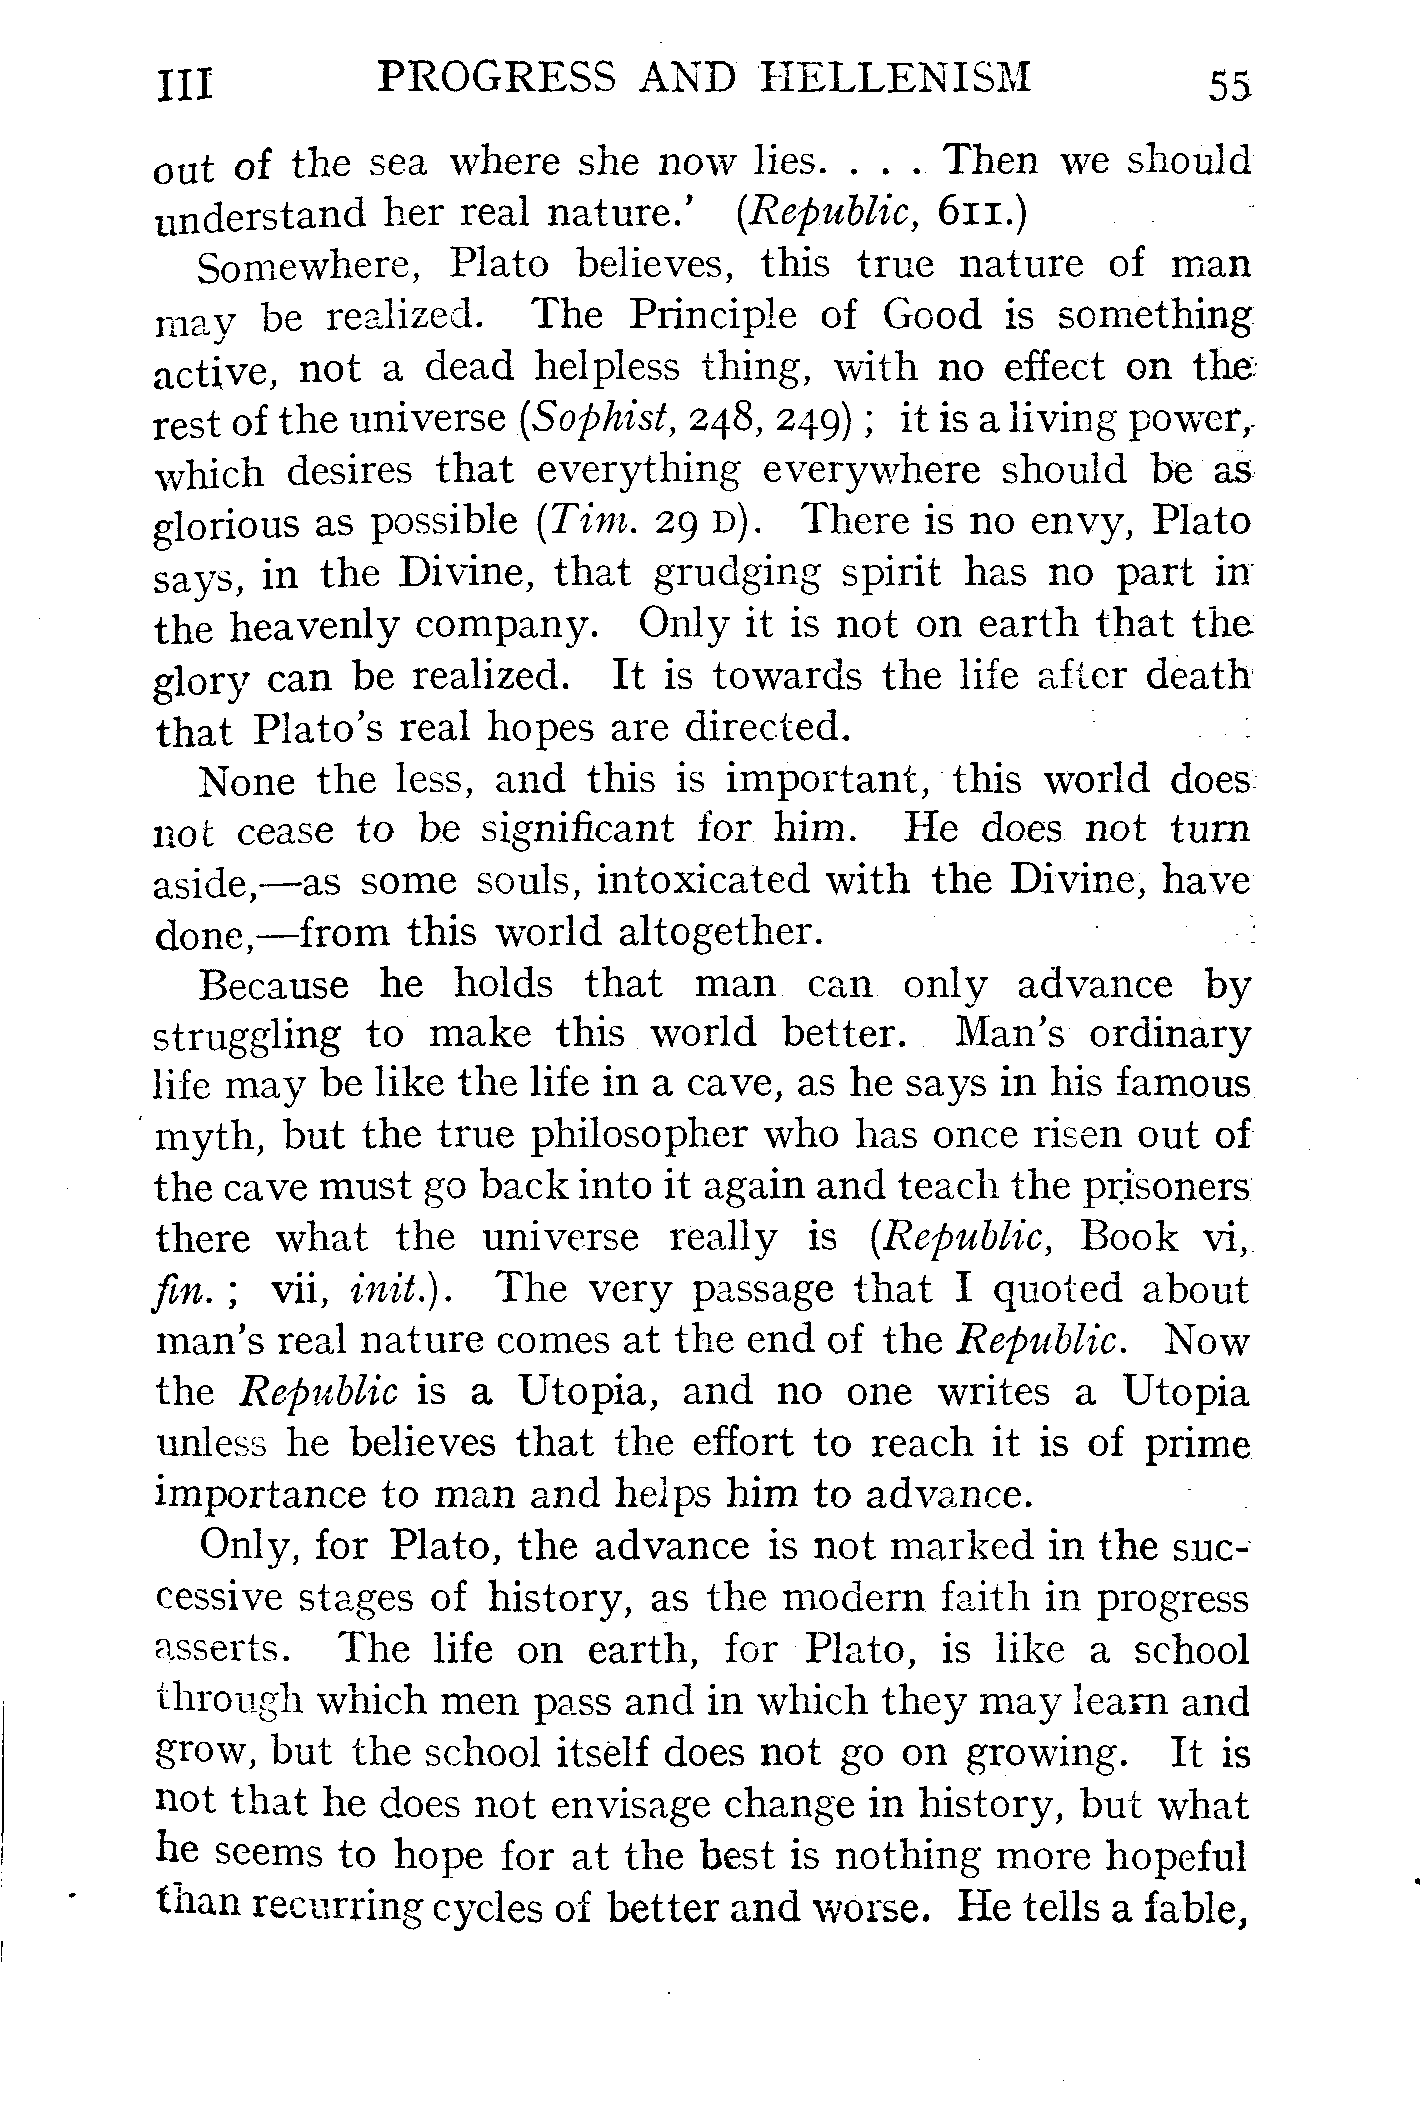 III PROGRESS AND HELLENISM 55
out of the sea where she now lies. . . . Then we should
understand her real nature.’ (Republic, 611.)
Somewhere, Plato believes, this true nature of man
may be realized. The Principle of Good is something
active, not a dead helpless thing, with no effect on the
rest of the universe (Sophist, 248, 249) ; it is a living power,
which desires that everything everywhere should be as
glorious as possible (Tim. 29 D). There is no envy, Plato
says, in the Divine, that grudging spirit has no part in
the heavenly company. Only it is not on earth that the
glory can be realized. It is towards the life after death
that Plato’s real hopes are directed.
None the less, and this is important, this world does
not cease to be significant for him. He does not turn
aside,—as some souls, intoxicated with the Divine, have
done,—from this world altogether.
Because he holds that man can only advance by
struggling to make this world better. Man’s ordinary
life may be like the life in a cave, as he says in his famous
myth, but the true philosopher who has once risen out of
the cave must go back into it again and teach the prisoners
there what the universe really is (Republic, Book vi,
fin. ; vii, init.). The very passage that I quoted about
man’s real nature comes at the end of the Republic. Now
the Republic is a Utopia, and no one writes a Utopia
unless he believes that the effort to reach it is of prime
importance to man and helps him to advance.
Only, for Plato, the advance is not marked in the suc-
cessive stages of history, as the modern faith in progress
asserts. The life on earth, for Plato, is like a school
through which men pass and in which they may learn and
grow, but the school itself does not go on growing. It is
not that he does not envisage change in history, but what
he seems to hope for at the best is nothing more hopeful
than recurring cycles of better and worse. He tells a fable,